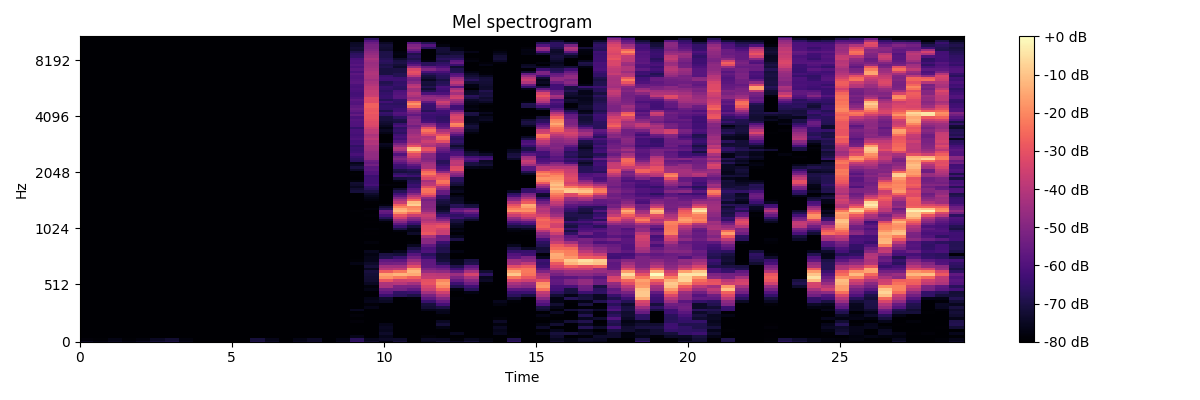 Mel spectrogram
Hz
8192
4096
2048
1024
512
0
0 5 10 15 20 25
Time
+0 dB
-10 dB
-20 dB
-30 dB
-40 dB
-50 dB
-60 dB
-70 dB
-80 dB